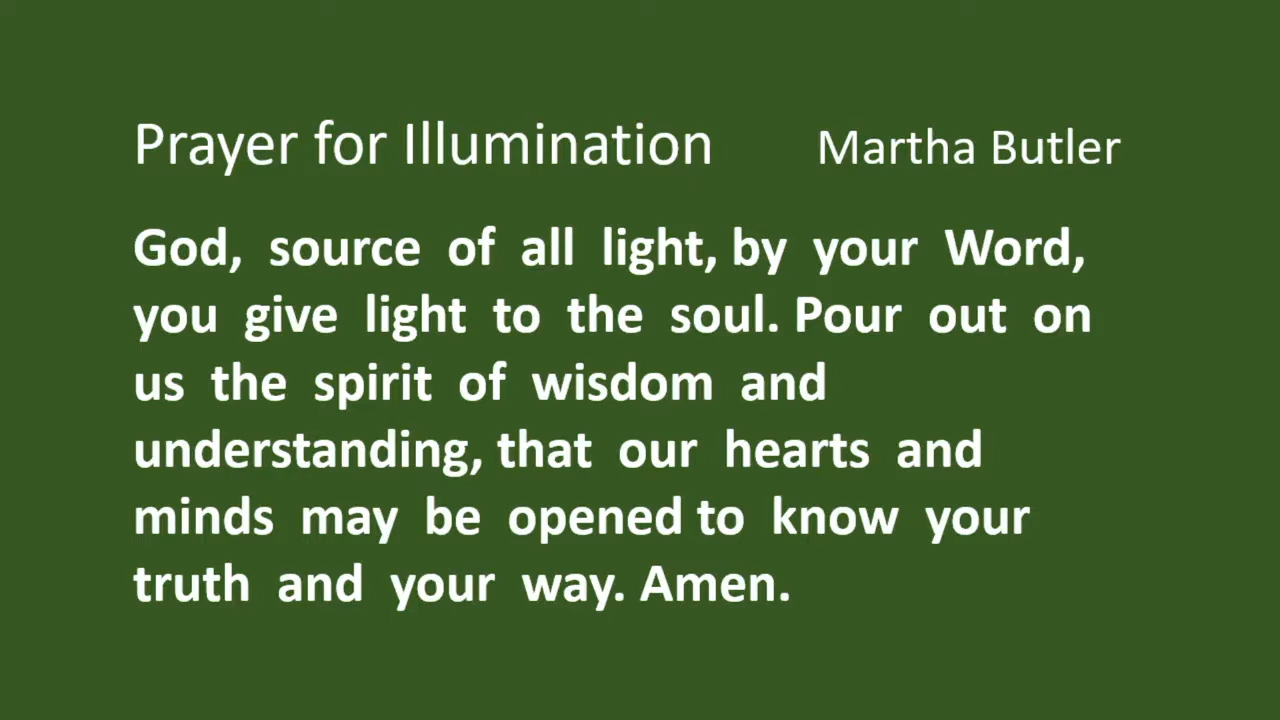 Prayer for Illumination Martha Butler
God, source of all light, by your Word,
you give light to the soul. Pour out on
us the spirit of wisdom and
understanding, that our hearts and
minds may be opened to know your
truth and your way. Amen.